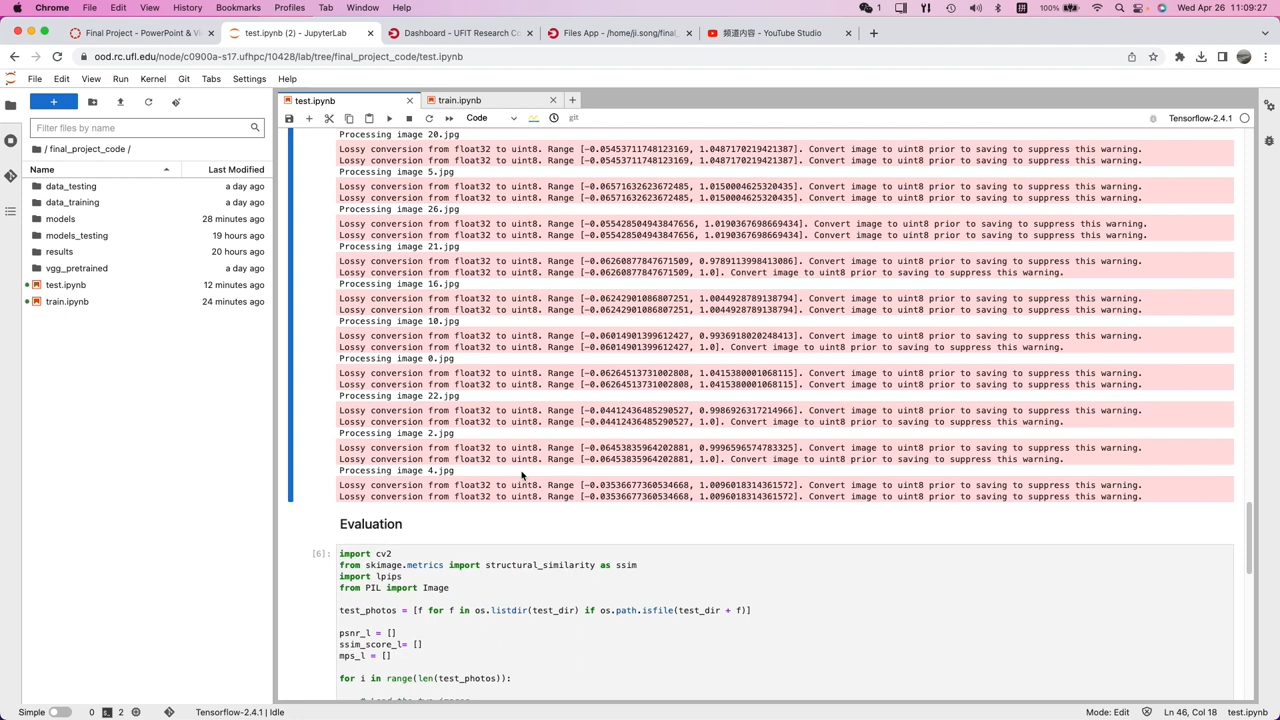 Chrome File Edit View History Bookmarks Profiles Tab Window Help 1 100% Wed Apr 26 11:09:27
Final Project - PowerPoint & Vi
test.ipynb (2) - JupyterLab
Dashboard - UFIT Research Co
Files App - /home/ji.song/final_
频道内容 - YouTube Studio
ood.rc.ufl.edu/node/c0900a-s17.ufhpc/10428/lab/tree/final_project_code/test.ipynb
File Edit View Run Kernel Git Tabs Settings Help
test.ipynb
train.ipynb
Code
git
Tensorflow-2.4.1
Filter files by name
/ final_project_code /
Name Last Modified
data_testing a day ago
data_training a day ago
models 28 minutes ago
models_testing 19 hours ago
results 20 hours ago
vgg_pretrained a day ago
test.ipynb 12 minutes ago
train.ipynb 24 minutes ago
Processing image 20.jpg
Lossy conversion from float32 to uint8. Range [-0.05453711748123169, 1.0487170219421387]. Convert image to uint8 prior to saving to suppress this warning.
Lossy conversion from float32 to uint8. Range [-0.05453711748123169, 1.0487170219421387]. Convert image to uint8 prior to saving to suppress this warning.
Processing image 5.jpg
Lossy conversion from float32 to uint8. Range [-0.06571632623672485, 1.0150004625320435]. Convert image to uint8 prior to saving to suppress this warning.
Lossy conversion from float32 to uint8. Range [-0.06571632623672485, 1.0150004625320435]. Convert image to uint8 prior to saving to suppress this warning.
Processing image 26.jpg
Lossy conversion from float32 to uint8. Range [-0.055428504943847656, 1.0190367698669434]. Convert image to uint8 prior to saving to suppress this warning.
Lossy conversion from float32 to uint8. Range [-0.055428504943847656, 1.0190367698669434]. Convert image to uint8 prior to saving to suppress this warning.
Processing image 21.jpg
Lossy conversion from float32 to uint8. Range [-0.06260877847671509, 0.9789113998413086]. Convert image to uint8 prior to saving to suppress this warning.
Lossy conversion from float32 to uint8. Range [-0.06260877847671509, 1.0]. Convert image to uint8 prior to saving to suppress this warning.
Processing image 16.jpg
Lossy conversion from float32 to uint8. Range [-0.06242901086807251, 1.0044928789138794]. Convert image to uint8 prior to saving to suppress this warning.
Lossy conversion from float32 to uint8. Range [-0.06242901086807251, 1.0044928789138794]. Convert image to uint8 prior to saving to suppress this warning.
Processing image 10.jpg
Lossy conversion from float32 to uint8. Range [-0.06014901399612427, 0.9936918020248413]. Convert image to uint8 prior to saving to suppress this warning.
Lossy conversion from float32 to uint8. Range [-0.06014901399612427, 1.0]. Convert image to uint8 prior to saving to suppress this warning.
Processing image 0.jpg
Lossy conversion from float32 to uint8. Range [-0.06264513731002808, 1.0415380001068115]. Convert image to uint8 prior to saving to suppress this warning.
Lossy conversion from float32 to uint8. Range [-0.06264513731002808, 1.0415380001068115]. Convert image to uint8 prior to saving to suppress this warning.
Processing image 22.jpg
Lossy conversion from float32 to uint8. Range [-0.04412436485290527, 0.9986926317214966]. Convert image to uint8 prior to saving to suppress this warning.
Lossy conversion from float32 to uint8. Range [-0.04412436485290527, 1.0]. Convert image to uint8 prior to saving to suppress this warning.
Processing image 2.jpg
Lossy conversion from float32 to uint8. Range [-0.06453835964202881, 0.9996596574783325]. Convert image to uint8 prior to saving to suppress this warning.
Lossy conversion from float32 to uint8. Range [-0.06453835964202881, 1.0]. Convert image to uint8 prior to saving to suppress this warning.
Processing image 4.jpg
Lossy conversion from float32 to uint8. Range [-0.03536677360534668, 1.0096018314361572]. Convert image to uint8 prior to saving to suppress this warning.
Lossy conversion from float32 to uint8. Range [-0.03536677360534668, 1.0096018314361572]. Convert image to uint8 prior to saving to suppress this warning.
Evaluation
[6]: import cv2
from skimage.metrics import structural_similarity as ssim
import lpips
from PIL import Image
test_photos = [f for f in os.listdir(test_dir) if os.path.isfile(test_dir + f)]
psnr_l = []
ssim_score_l= []
mps_l = []
for i in range(len(test_photos)):
Simple 0 2 Tensorflow-2.4.1 | Idle Mode: Edit Ln 46, Col 18 test.ipynb